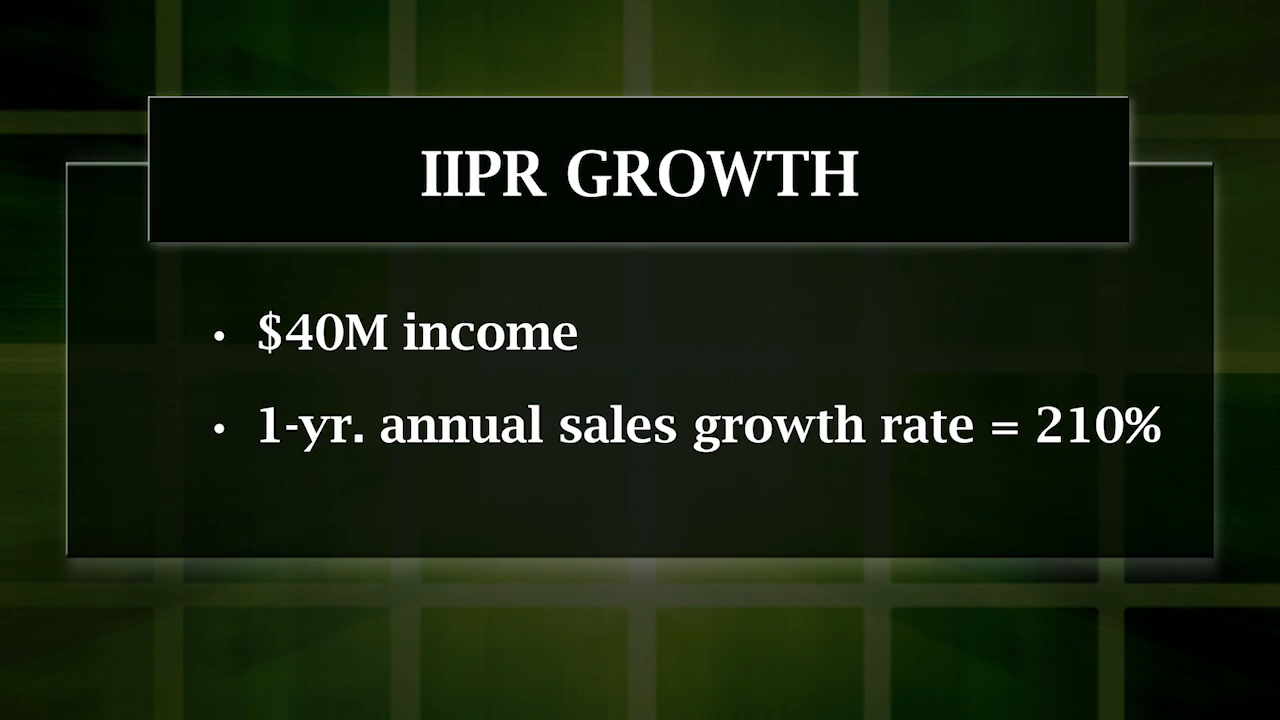 IIPR GROWTH
• $40M income
• 1-yr. annual sales growth rate = 210%